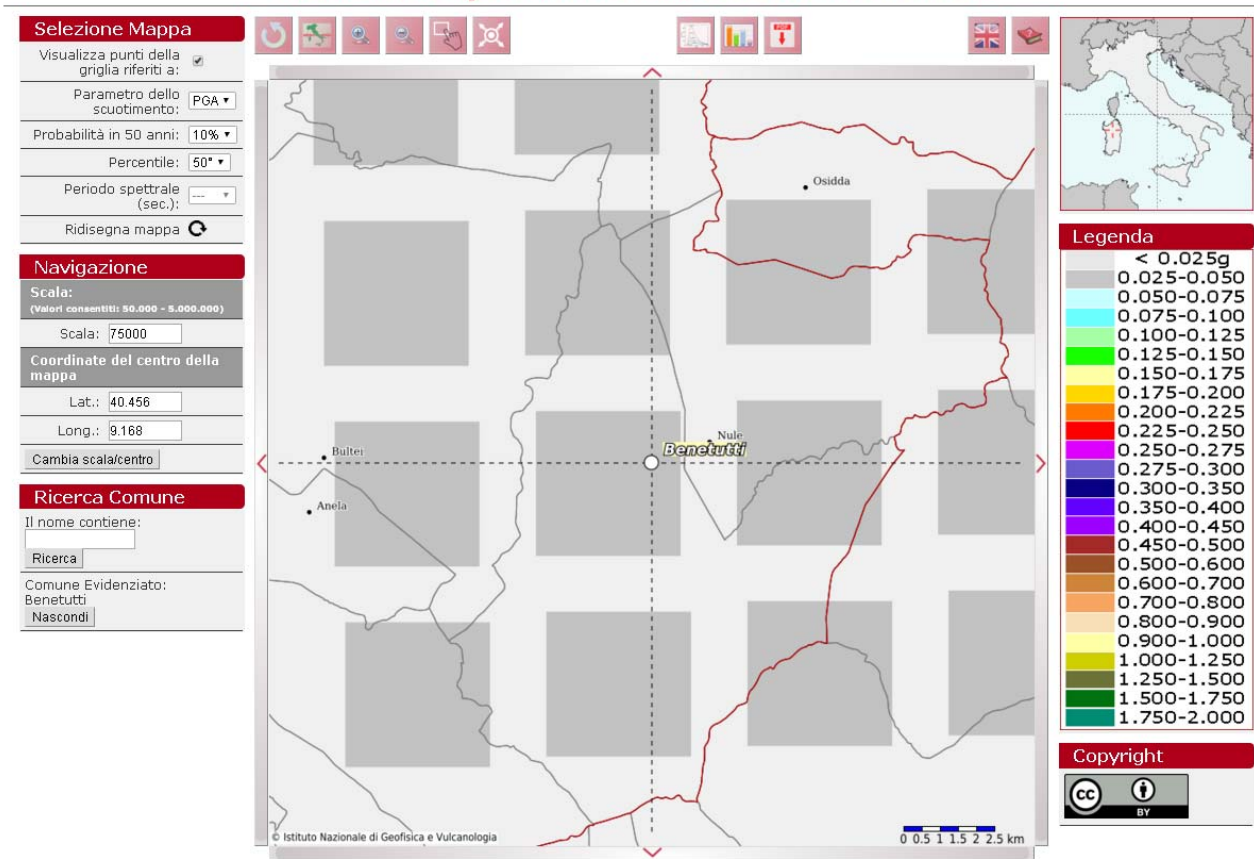 Selezione Mappa
Visualizza punti della
griglia riferiti a:
Parametro dello
scuotimento: PGA
Probabilità in 50 anni: 10%
Percentile: 50°
Periodo spettrale
(sec.): ---
Ridisegna mappa
Navigazione
Scala:
(Valori consentiti: 50.000 - 5.000.000)
Scala: 75000
Coordinate del centro della
mappa
Lat.: 40.456
Long.: 9.168
Cambia scala/centro
Ricerca Comune
Il nome contiene:
Ricerca
Comune Evidenziato:
Benetutti
Nascondi
PDF
Osidda
Nule
Benetutti
Bultei
Anela
© Istituto Nazionale di Geofisica e Vulcanologia
0 0.5 1 1.5 2 2.5 km
Legenda
< 0.025g
0.025-0.050
0.050-0.075
0.075-0.100
0.100-0.125
0.125-0.150
0.150-0.175
0.175-0.200
0.200-0.225
0.225-0.250
0.250-0.275
0.275-0.300
0.300-0.350
0.350-0.400
0.400-0.450
0.450-0.500
0.500-0.600
0.600-0.700
0.700-0.800
0.800-0.900
0.900-1.000
1.000-1.250
1.250-1.500
1.500-1.750
1.750-2.000
Copyright
cc
BY